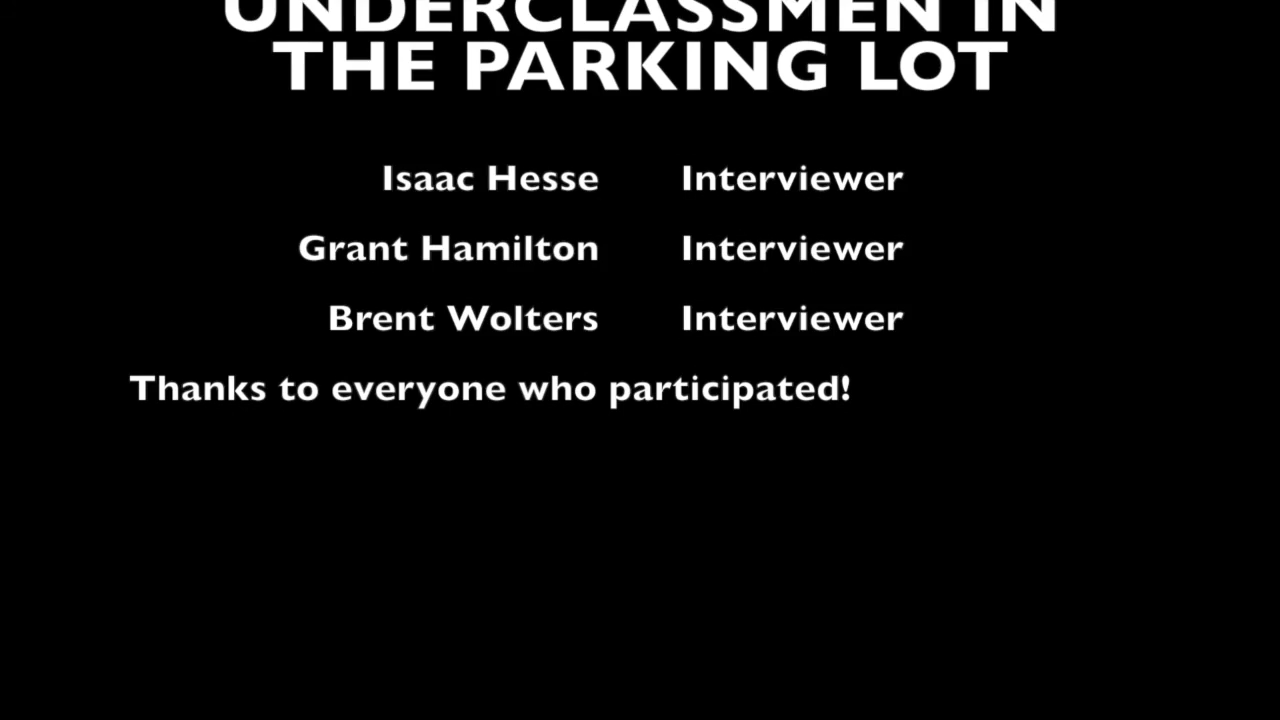 UNDERCLASSMEN IN
THE PARKING LOT
Isaac Hesse Interviewer
Grant Hamilton Interviewer
Brent Wolters Interviewer
Thanks to everyone who participated!